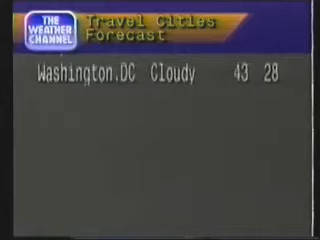 THE
WEATHER
CHANNEL
Travel Cities
Forecast
Washington,DC Cloudy 43 28